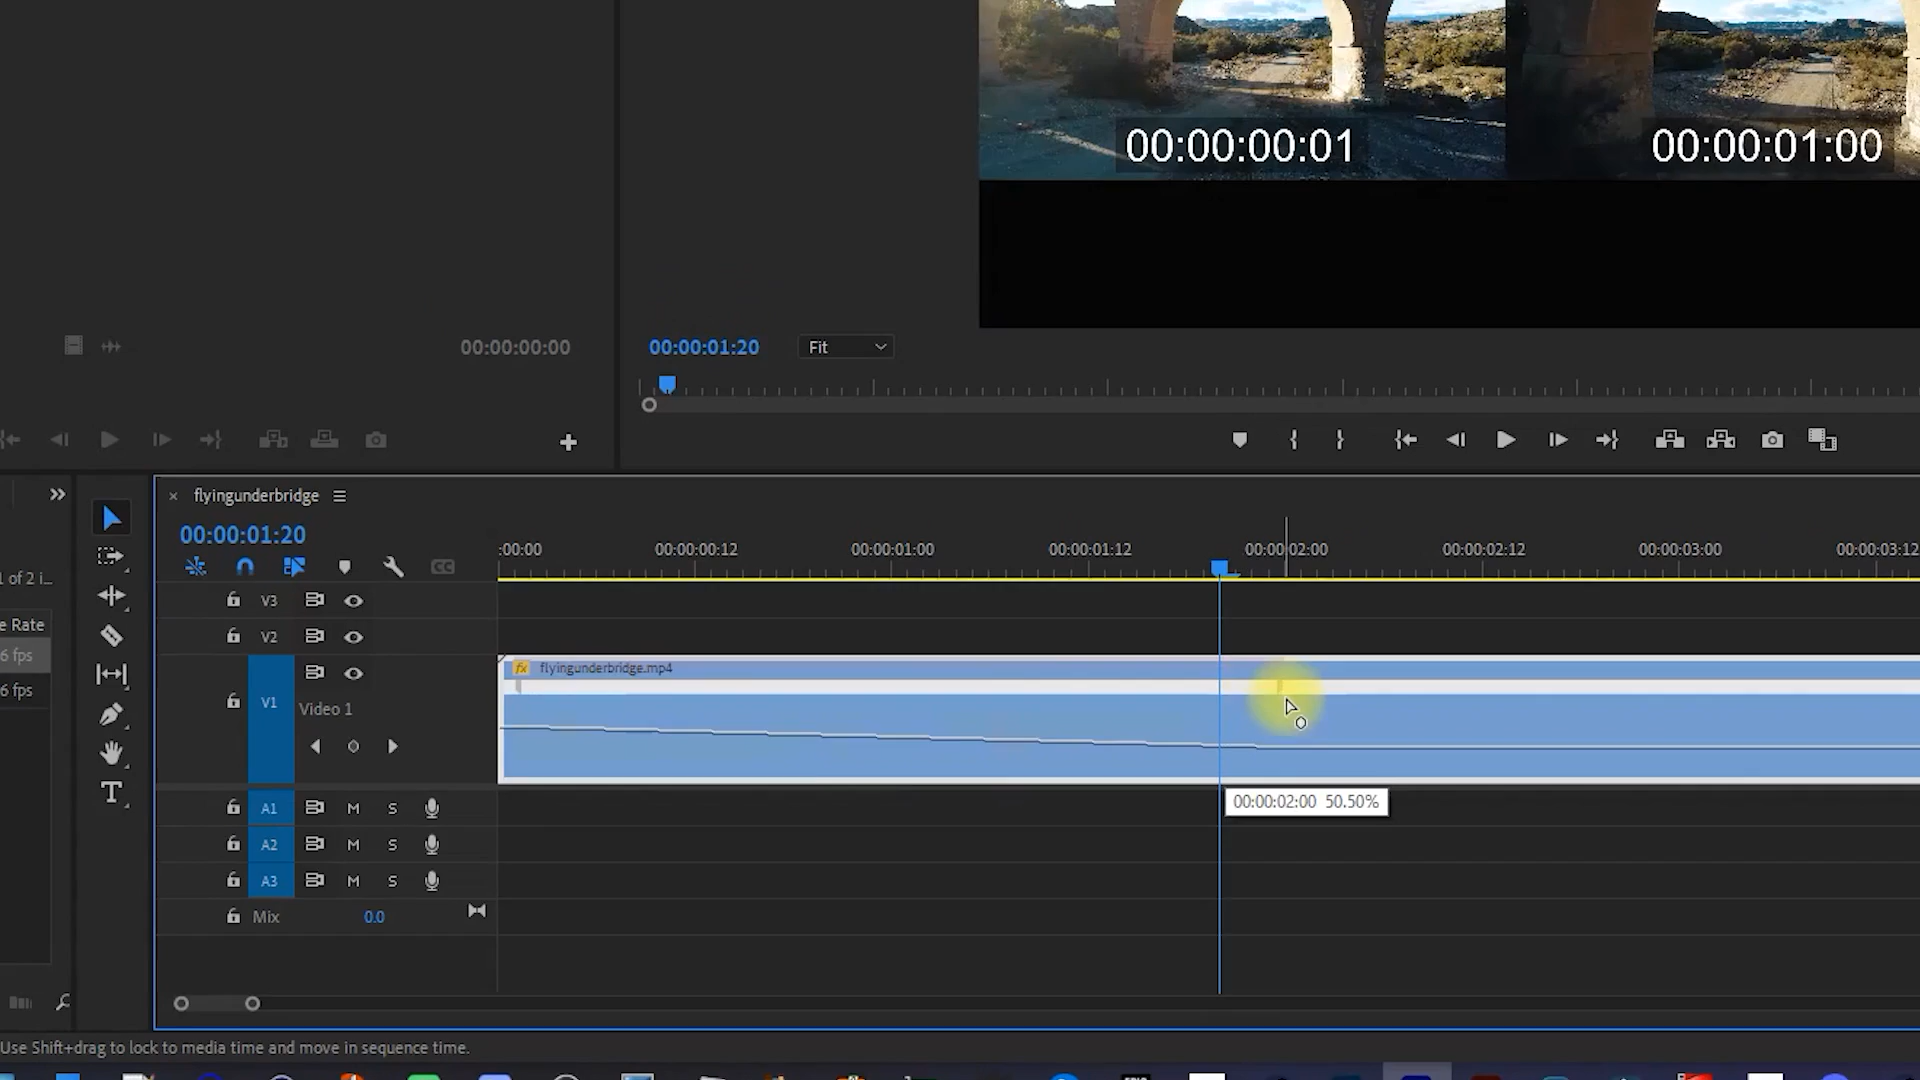 00:00:00:01
00:00:01:00
00:00:00:00
00:00:01:20
Fit
flyingunderbridge
00:00:01:20
:00:00
00:00:00:12
00:00:01:00
00:00:01:12
00:00:02:00
00:00:02:12
00:00:03:00
00:00:03:12
CC
1 of 2 i...
e Rate
6 fps
6 fps
V3
V2
fx flyingunderbridge.mp4
V1
Video 1
A1 M S
00:00:02:00 50.50%
A2 M S
A3 M S
Mix 0.0
Use Shift+drag to lock to media time and move in sequence time.
EPIC